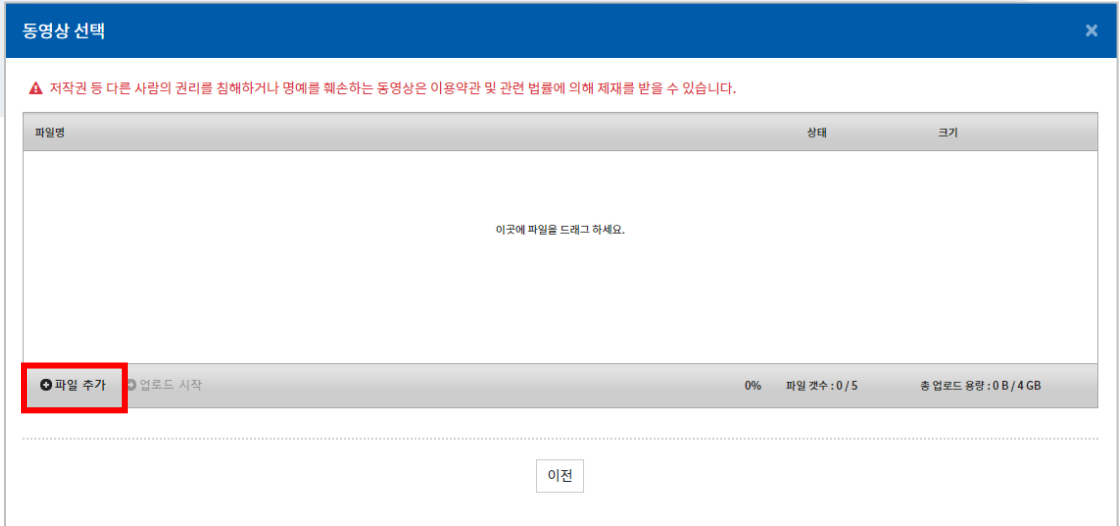 동영상 선택 ×
저작권 등 다른 사람의 권리를 침해하거나 명예를 훼손하는 동영상은 이용약관 및 관련 법률에 의해 제재를 받을 수 있습니다.
파일명 상태 크기
이곳에 파일을 드래그 하세요.
파일 추가 업로드 시작 0% 파일 갯수 : 0 / 5 총 업로드 용량 : 0 B / 4 GB
이전